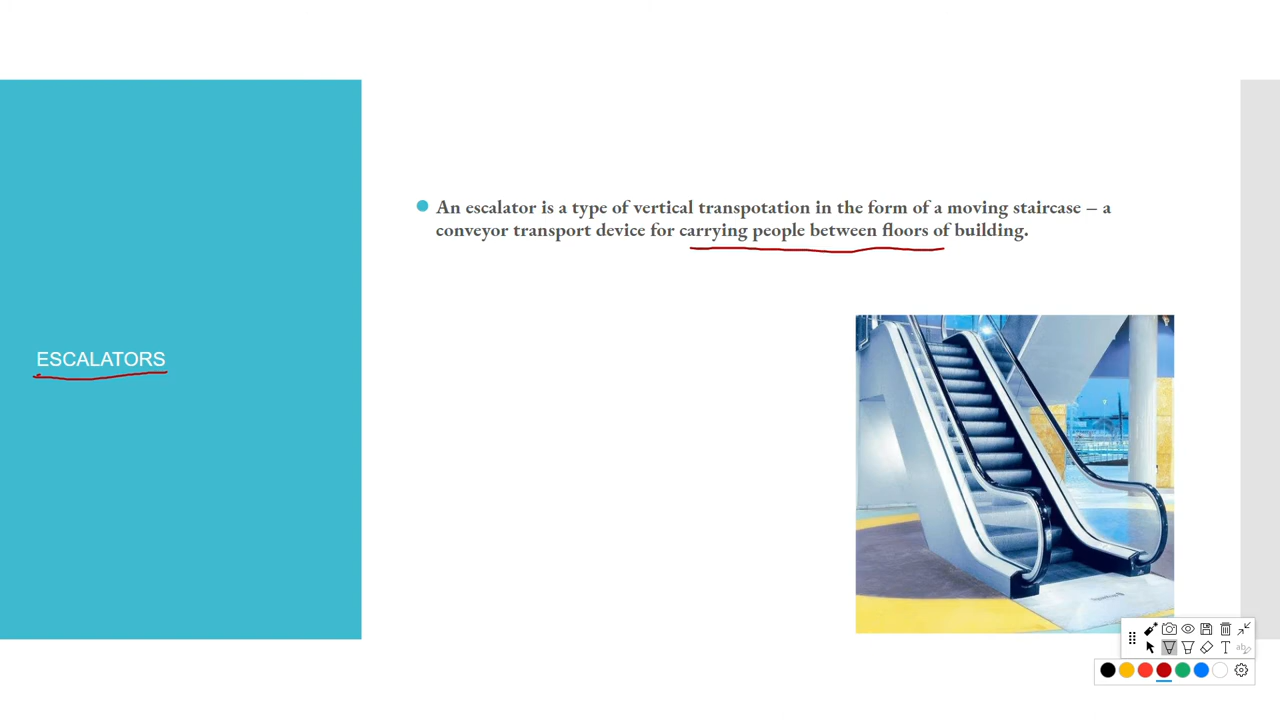 An escalator is a type of vertical transpotation in the form of a moving staircase – a
conveyor transport device for carrying people between floors of building.
ESCALATORS